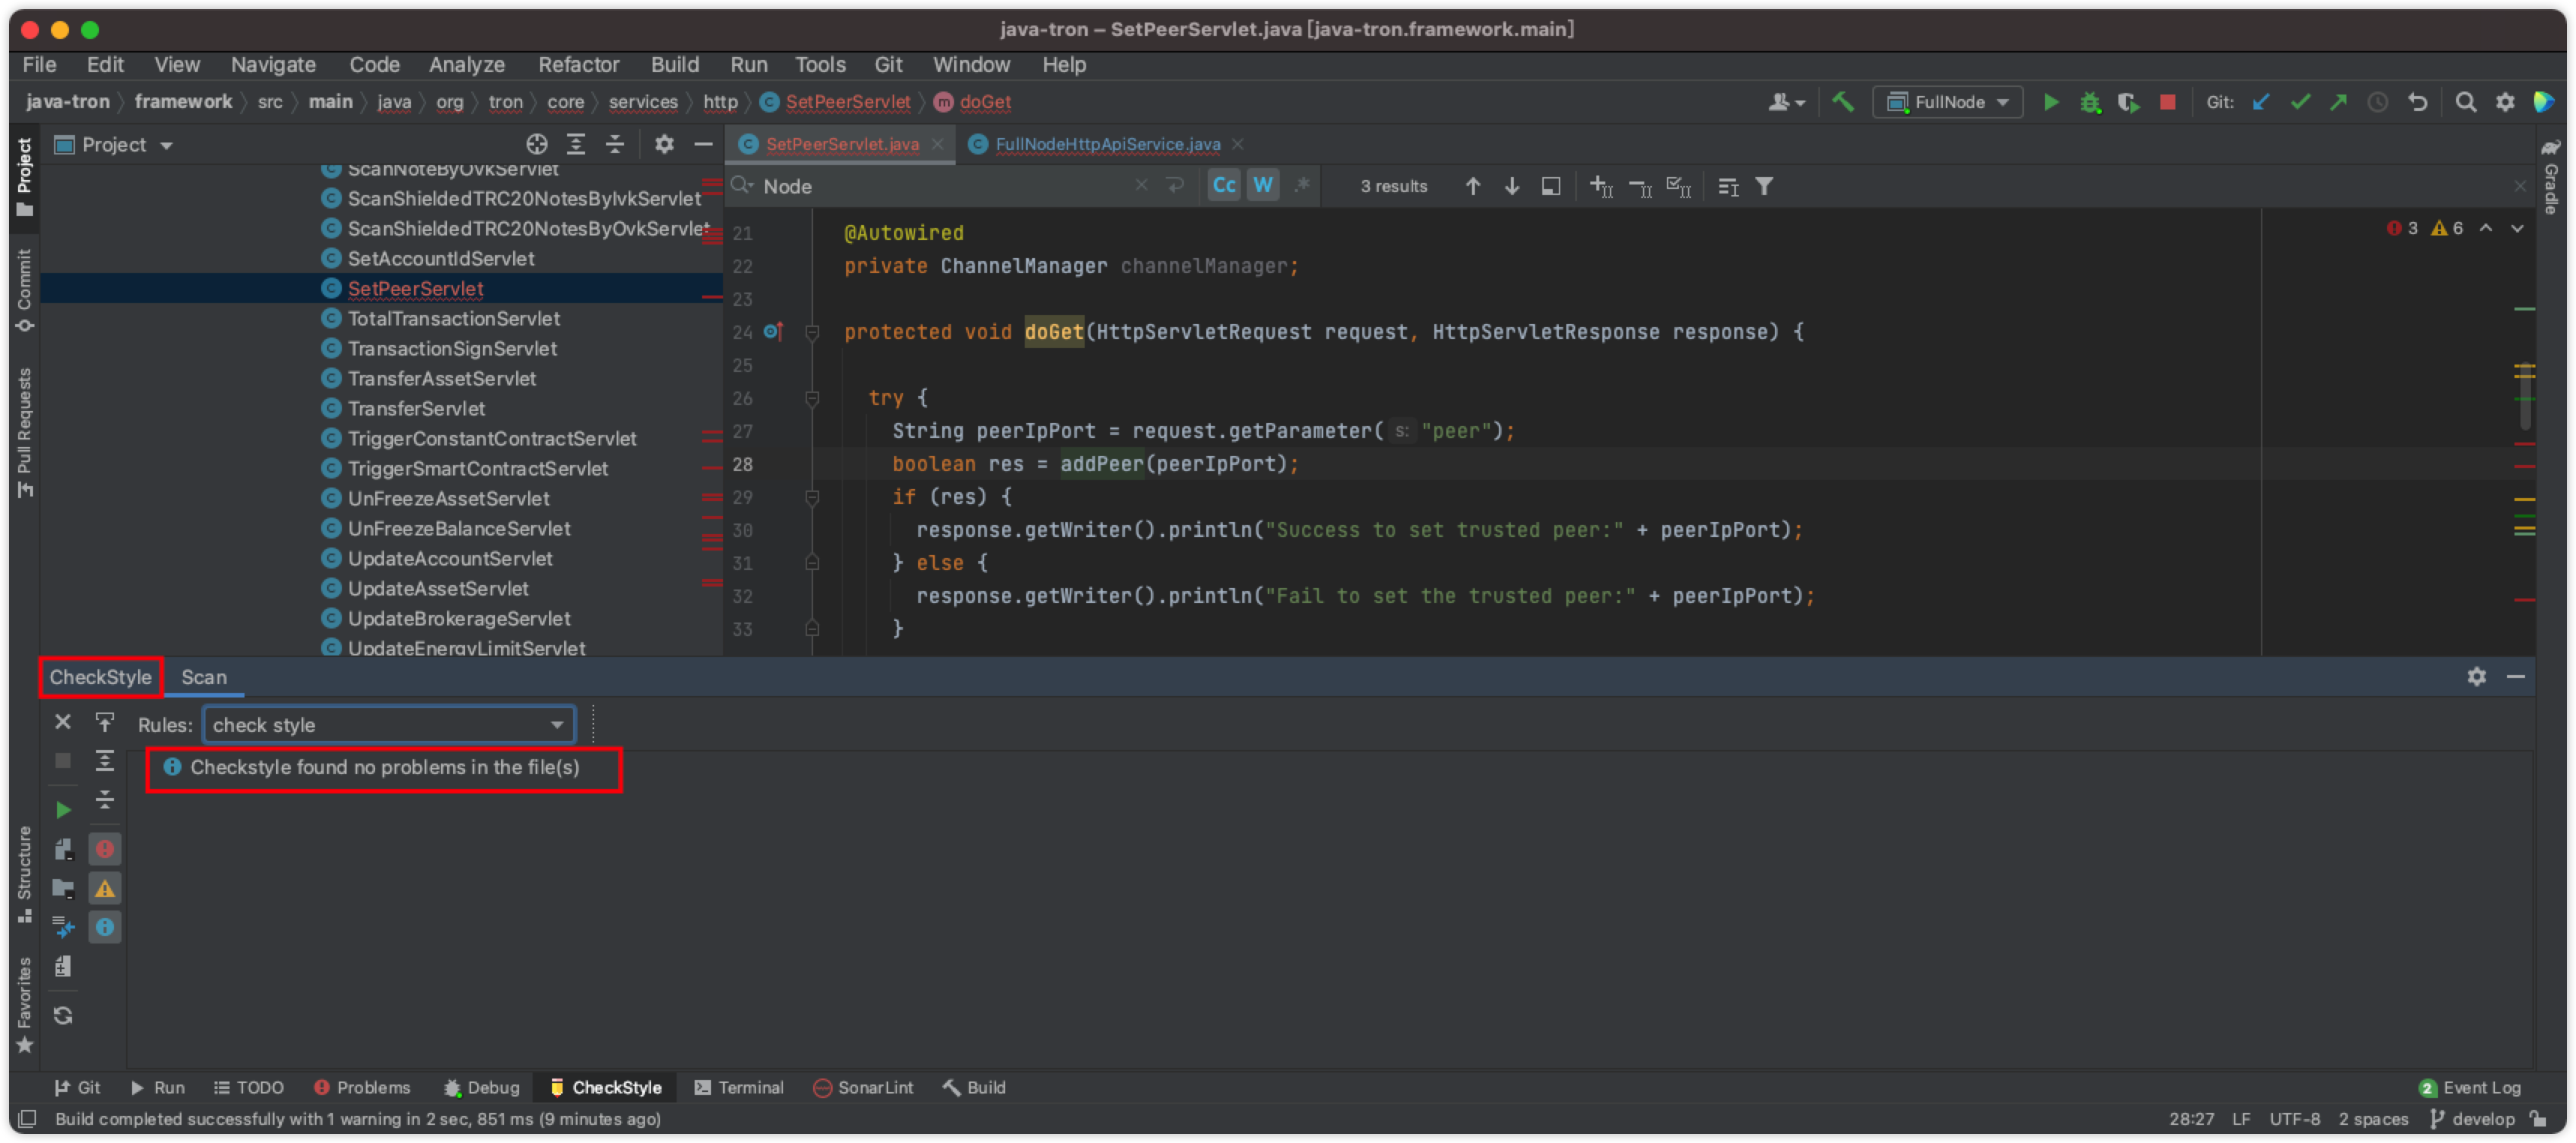 java-tron – SetPeerServlet.java [java-tron.framework.main]
File Edit View Navigate Code Analyze Refactor Build Run Tools Git Window Help
java-tron framework src main java org tron core services http SetPeerServlet doGet FullNode Git:
Project
SetPeerServlet.java FullNodeHttpApiService.java
Node Cc W .* 3 results
Project
Commit
Pull Requests
Structure
Favorites
Gradle
ScanNoteByOvkServlet
ScanShieldedTRC20NotesByIvkServlet
ScanShieldedTRC20NotesByOvkServlet
SetAccountIdServlet
SetPeerServlet
TotalTransactionServlet
TransactionSignServlet
TransferAssetServlet
TransferServlet
TriggerConstantContractServlet
TriggerSmartContractServlet
UnFreezeAssetServlet
UnFreezeBalanceServlet
UpdateAccountServlet
UpdateAssetServlet
UpdateBrokerageServlet
UpdateEnergyLimitServlet
3 6
21 @Autowired
22 private ChannelManager channelManager;
23
24 protected void doGet(HttpServletRequest request, HttpServletResponse response) {
25
26 try {
27 String peerIpPort = request.getParameter( s: "peer");
28 boolean res = addPeer(peerIpPort);
29 if (res) {
30 response.getWriter().println("Success to set trusted peer:" + peerIpPort);
31 } else {
32 response.getWriter().println("Fail to set the trusted peer:" + peerIpPort);
33 }
CheckStyle Scan
Rules: check style
Checkstyle found no problems in the file(s)
Git Run TODO Problems Debug CheckStyle Terminal SonarLint Build 2 Event Log
Build completed successfully with 1 warning in 2 sec, 851 ms (9 minutes ago) 28:27 LF UTF-8 2 spaces develop